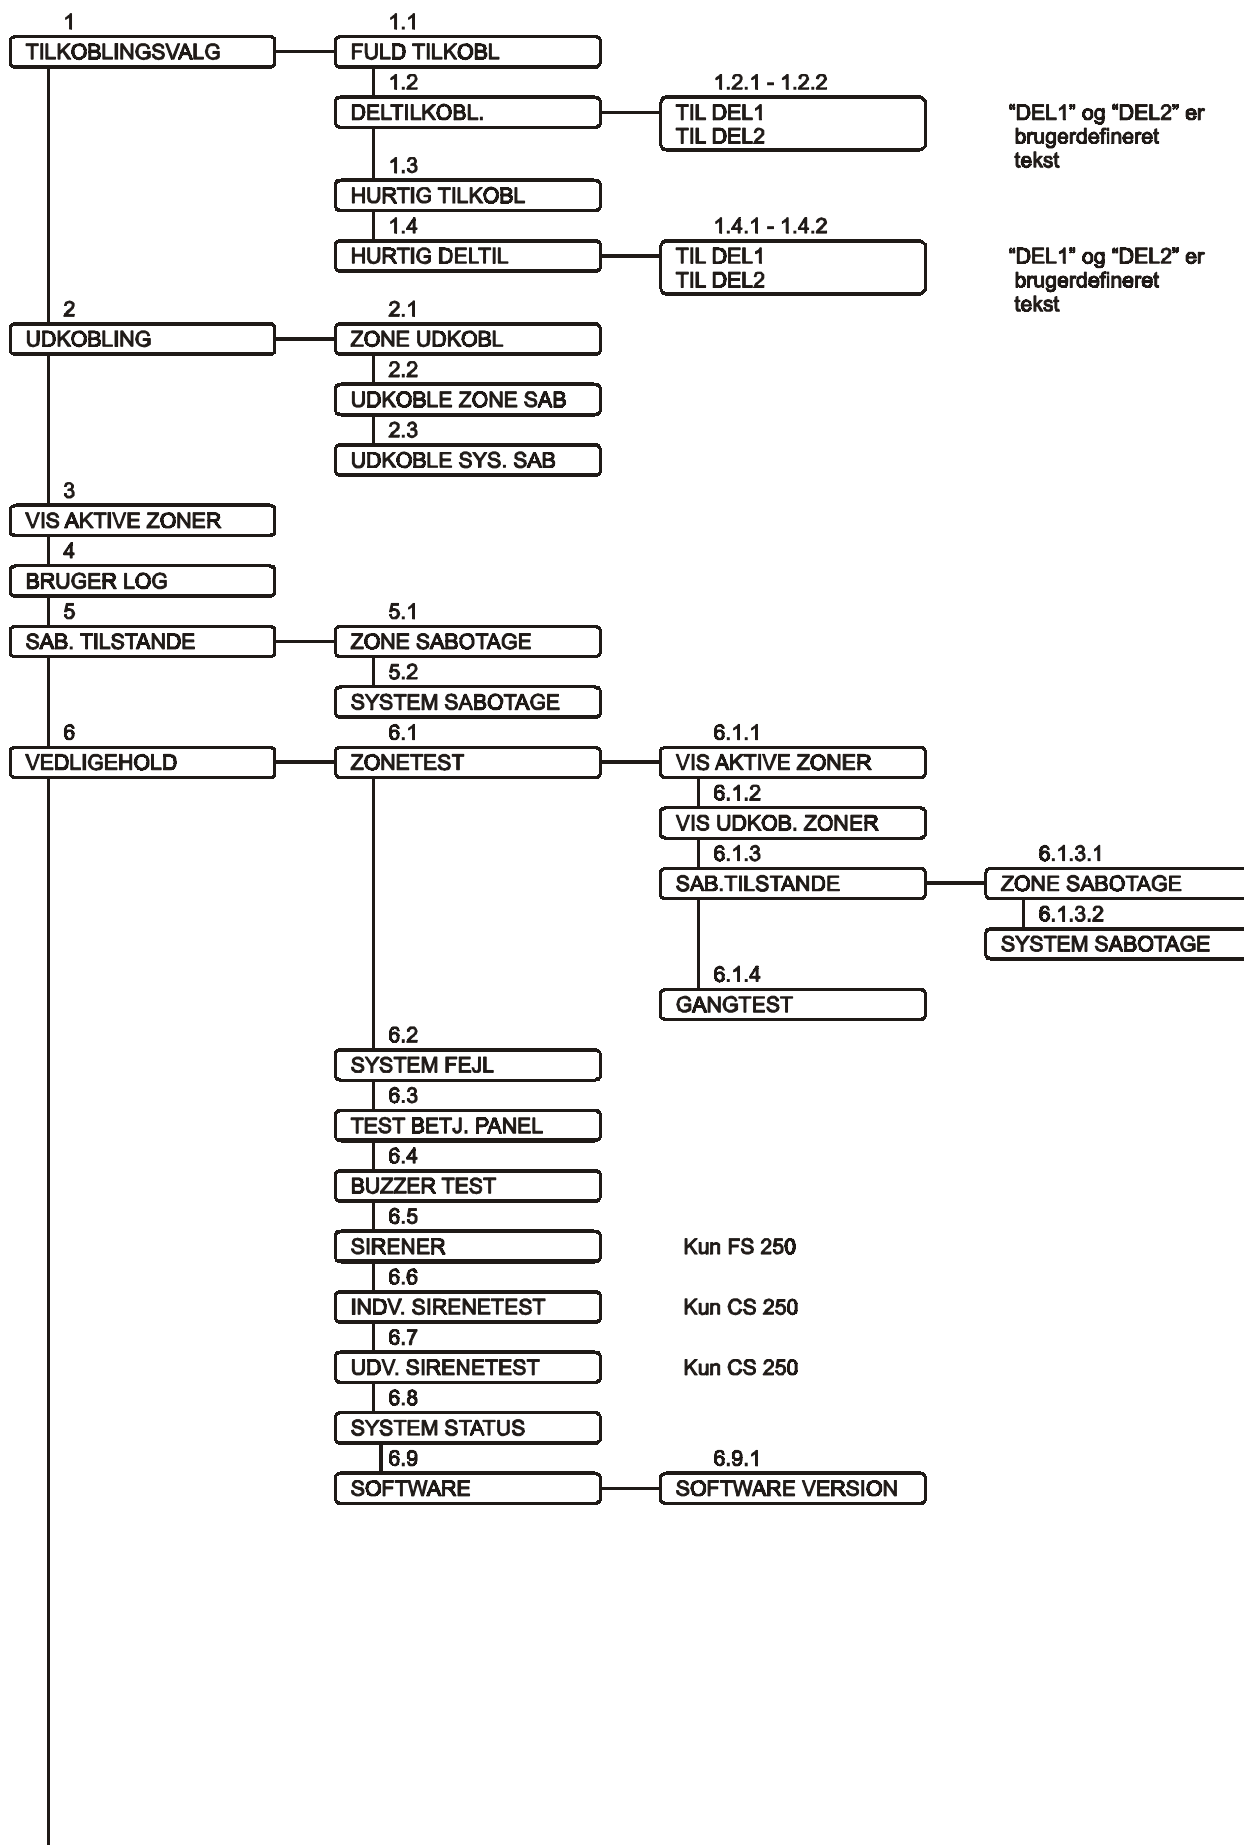 1 1.1
TILKOBLINGSVALG FULD TILKOBL
1.2 1.2.1 - 1.2.2
DELTILKOBL. TIL DEL1 “DEL1” og “DEL2” er
TIL DEL2 brugerdefineret
tekst
1.3
HURTIG TILKOBL
1.4 1.4.1 - 1.4.2
HURTIG DELTIL TIL DEL1 “DEL1” og “DEL2” er
TIL DEL2 brugerdefineret
tekst
2 2.1
UDKOBLING ZONE UDKOBL
2.2
UDKOBLE ZONE SAB
2.3
UDKOBLE SYS. SAB
3
VIS AKTIVE ZONER
4
BRUGER LOG
5 5.1
SAB. TILSTANDE ZONE SABOTAGE
5.2
SYSTEM SABOTAGE
6 6.1 6.1.1
VEDLIGEHOLD ZONETEST VIS AKTIVE ZONER
6.1.2
VIS UDKOB. ZONER
6.1.3 6.1.3.1
SAB.TILSTANDE ZONE SABOTAGE
6.1.3.2
SYSTEM SABOTAGE
6.1.4
GANGTEST
6.2
SYSTEM FEJL
6.3
TEST BETJ. PANEL
6.4
BUZZER TEST
6.5
SIRENER Kun FS 250
6.6
INDV. SIRENETEST Kun CS 250
6.7
UDV. SIRENETEST Kun CS 250
6.8
SYSTEM STATUS
6.9 6.9.1
SOFTWARE SOFTWARE VERSION